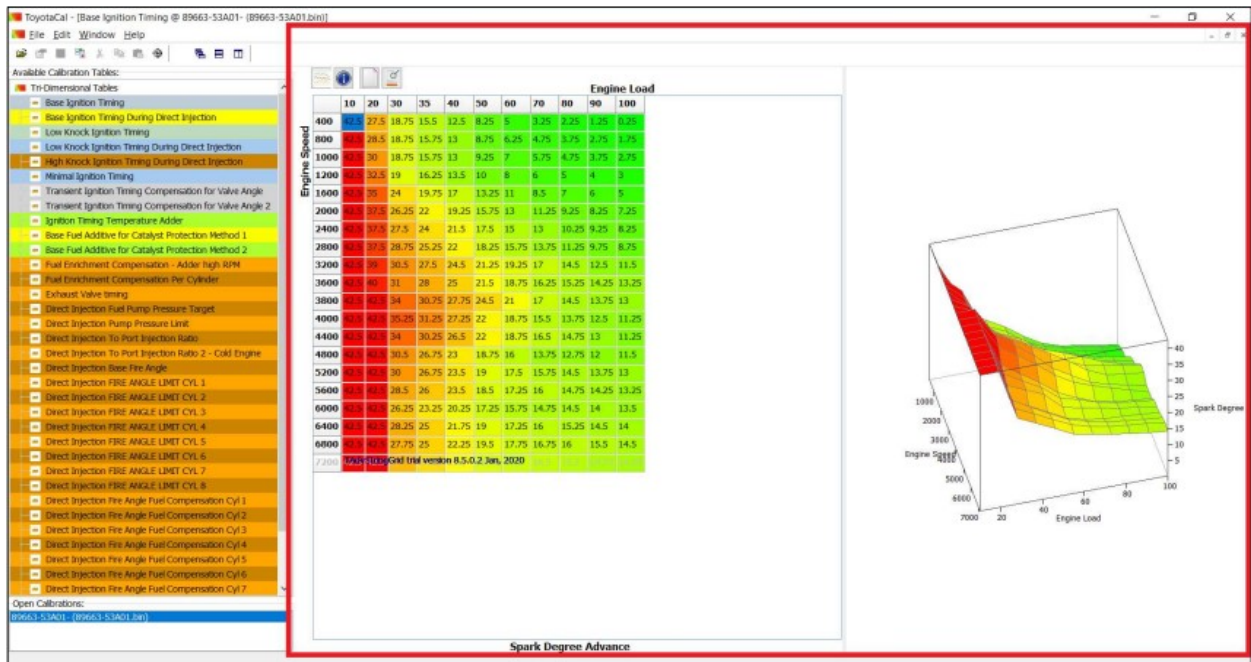 ToyotaCal - [Base Ignition Timing @ 89663-53A01- (89663-53A01.bin)]
File Edit Window Help
Available Calibration Tables:
Tri-Dimensional Tables
Base Ignition Timing
Base Ignition Timing During Direct Injection
Low Knock Ignition Timing
Low Knock Ignition Timing During Direct Injection
High Knock Ignition Timing During Direct Injection
Minimal Ignition Timing
Transient Ignition Timing Compensation for Valve Angle
Transient Ignition Timing Compensation for Valve Angle 2
Ignition Timing Temperature Adder
Base Fuel Additive for Catalyst Protection Method 1
Base Fuel Additive for Catalyst Protection Method 2
Fuel Enrichment Compensation - Adder high RPM
Fuel Enrichment Compensation Per Cylinder
Exhaust Valve timing
Direct Injection Fuel Pump Pressure Target
Direct Injection Pump Pressure Limit
Direct Injection To Port Injection Ratio
Direct Injection To Port Injection Ratio 2 - Cold Engine
Direct Injection Base Fire Angle
Direct Injection FIRE ANGLE LIMIT CYL 1
Direct Injection FIRE ANGLE LIMIT CYL 2
Direct Injection FIRE ANGLE LIMIT CYL 3
Direct Injection FIRE ANGLE LIMIT CYL 4
Direct Injection FIRE ANGLE LIMIT CYL 5
Direct Injection FIRE ANGLE LIMIT CYL 6
Direct Injection FIRE ANGLE LIMIT CYL 7
Direct Injection FIRE ANGLE LIMIT CYL 8
Direct Injection Fire Angle Fuel Compensation Cyl 1
Direct Injection Fire Angle Fuel Compensation Cyl 2
Direct Injection Fire Angle Fuel Compensation Cyl 3
Direct Injection Fire Angle Fuel Compensation Cyl 4
Direct Injection Fire Angle Fuel Compensation Cyl 5
Direct Injection Fire Angle Fuel Compensation Cyl 6
Direct Injection Fire Angle Fuel Compensation Cyl 7
Open Calibrations:
89663-53A01- (89663-53A01.bin)
Engine Load
Engine Speed
10 20 30 35 40 50 60 70 80 90 100
400 42.5 27.5 18.75 15.5 12.5 8.25 5 3.25 2.25 1.25 0.25
800 42.5 28.5 18.75 15.75 13 8.75 6.25 4.75 3.75 2.75 1.75
1000 42.5 30 18.75 15.75 13 9.25 7 5.75 4.75 3.75 2.75
1200 42.5 32.5 19 16.25 13.5 10 8 6 5 4 3
1600 42.5 35 24 19.75 17 13.25 11 8.5 7 6 5
2000 42.5 37.5 26.25 22 19.25 15.75 13 11.25 9.25 8.25 7.25
2400 42.5 37.5 27.5 24 21.5 17.5 15 13 10.25 9.25 8.25
2800 42.5 37.5 28.75 25.25 22 18.25 15.75 13.75 11.25 9.75 8.75
3200 42.5 39 30.5 27.5 24.5 21.25 19.25 17 14.5 12.5 11.5
3600 42.5 40 31 28 25 21.5 18.75 16.25 15.25 14.25 13.25
3800 42.5 42.5 34 30.75 27.75 24.5 21 17 14.5 13.75 13
4000 42.5 42.5 35.25 31.25 27.25 22 18.75 15.5 13.75 12.5 11.25
4400 42.5 42.5 34 30.25 26.5 22 18.75 16.5 14.75 13 11.25
4800 42.5 42.5 30.5 26.75 23 18.75 16 13.75 12.75 12 11.5
5200 42.5 42.5 30 26.75 23.5 19 17.5 15.75 14.5 13.75 13
5600 42.5 42.5 28.5 26 23.5 18.5 17.25 16 14.75 14.25 13.25
6000 42.5 42.5 26.25 23.25 20.25 17.25 15.75 14.75 14.5 14 13.5
6400 42.5 42.5 28.25 25 21.75 19 17.25 16 15.25 14.5 14
6800 42.5 42.5 27.75 25 22.25 19.5 17.75 16.75 16 15.5 14.5
7200 Grid trial version 8.5.0.2 Jan, 2020
Spark Degree Advance
40
35
30
25
20
15
10
5
Spark Degree
1000
2000
3000
4000
5000
6000
7000
Engine Speed
20 40 60 80 100
Engine Load